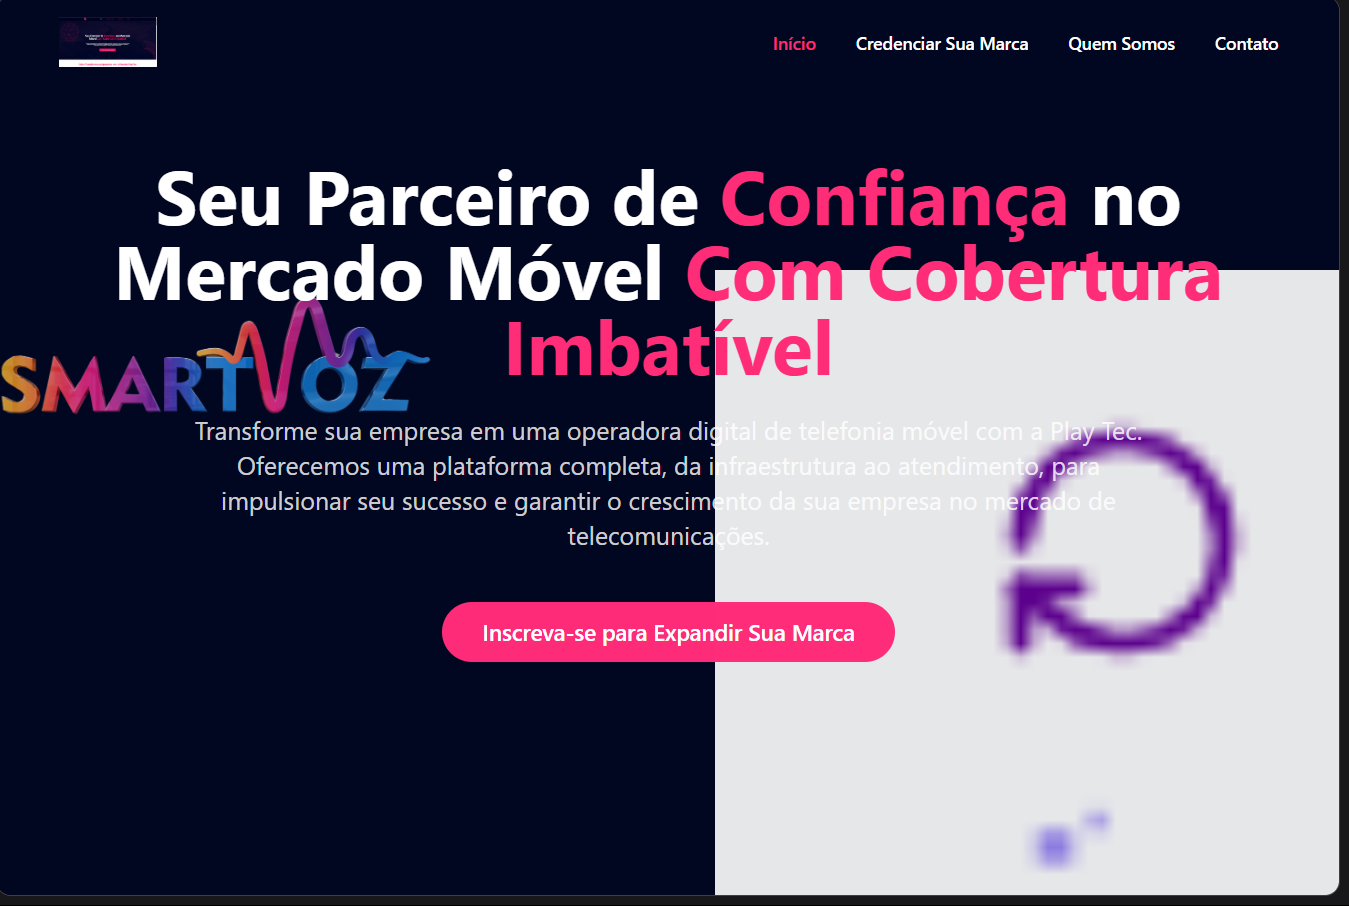 Início Credenciar Sua Marca Quem Somos Contato
Seu Parceiro de Confiança no
Mercado Móvel Com Cobertura
Imbatível
SMARTVOZ
Transforme sua empresa em uma operadora digital de telefonia móvel com a Play Tec.
Oferecemos uma plataforma completa, da infraestrutura ao atendimento, para
impulsionar seu sucesso e garantir o crescimento da sua empresa no mercado de
telecomunicações.
Inscreva-se para Expandir Sua Marca